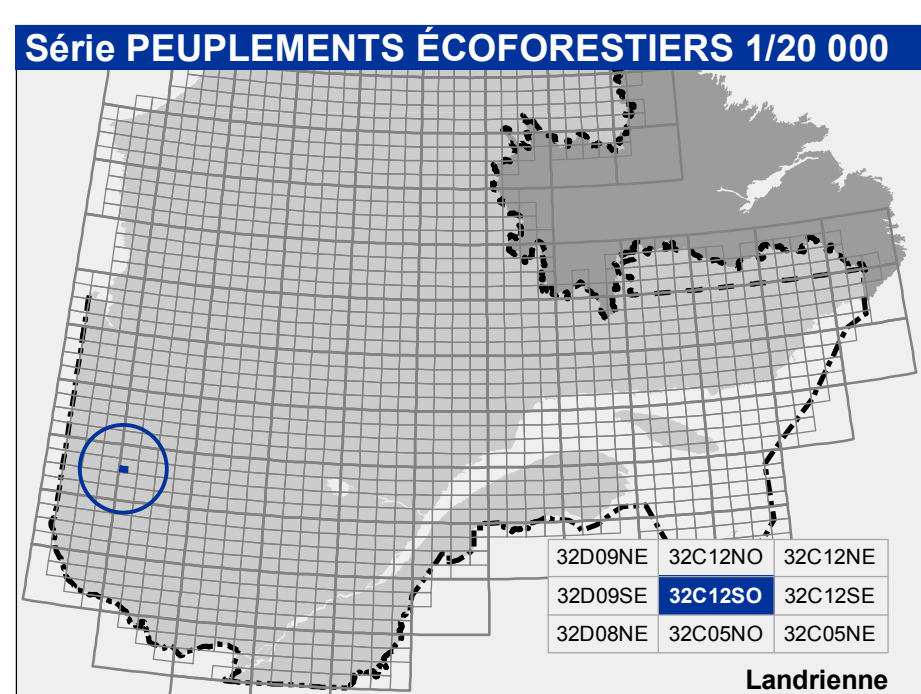 Série PEUPLEMENTS ÉCOFORESTIERS 1/20 000
32D09NE 32C12NO 32C12NE
32D09SE 32C12SO 32C12SE
32D08NE 32C05NO 32C05NE
Landrienne